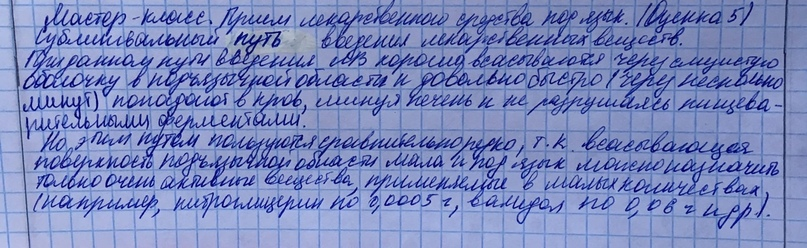 Мастер-класс. Прием лекарственного средства под язык. (Оценка 5)
Сублингвальный путь введения лекарственных веществ.
При данном пути введения ЛВ хорошо всасываются через слизистую
оболочку в подъязычной области и довольно быстро (через несколько
минут) попадают в кровь, минуя печень и не разрушаясь пищева-
рительными ферментами.
Но этим путем пользуются сравнительно редко, т.к. всасывающая
поверхность подъязычной области мала и под язык можно назначить
только очень активные вещества, применяемые в малых количествах
(например, нитроглицерин по 0,0005 г, валидол по 0,06 г и др).